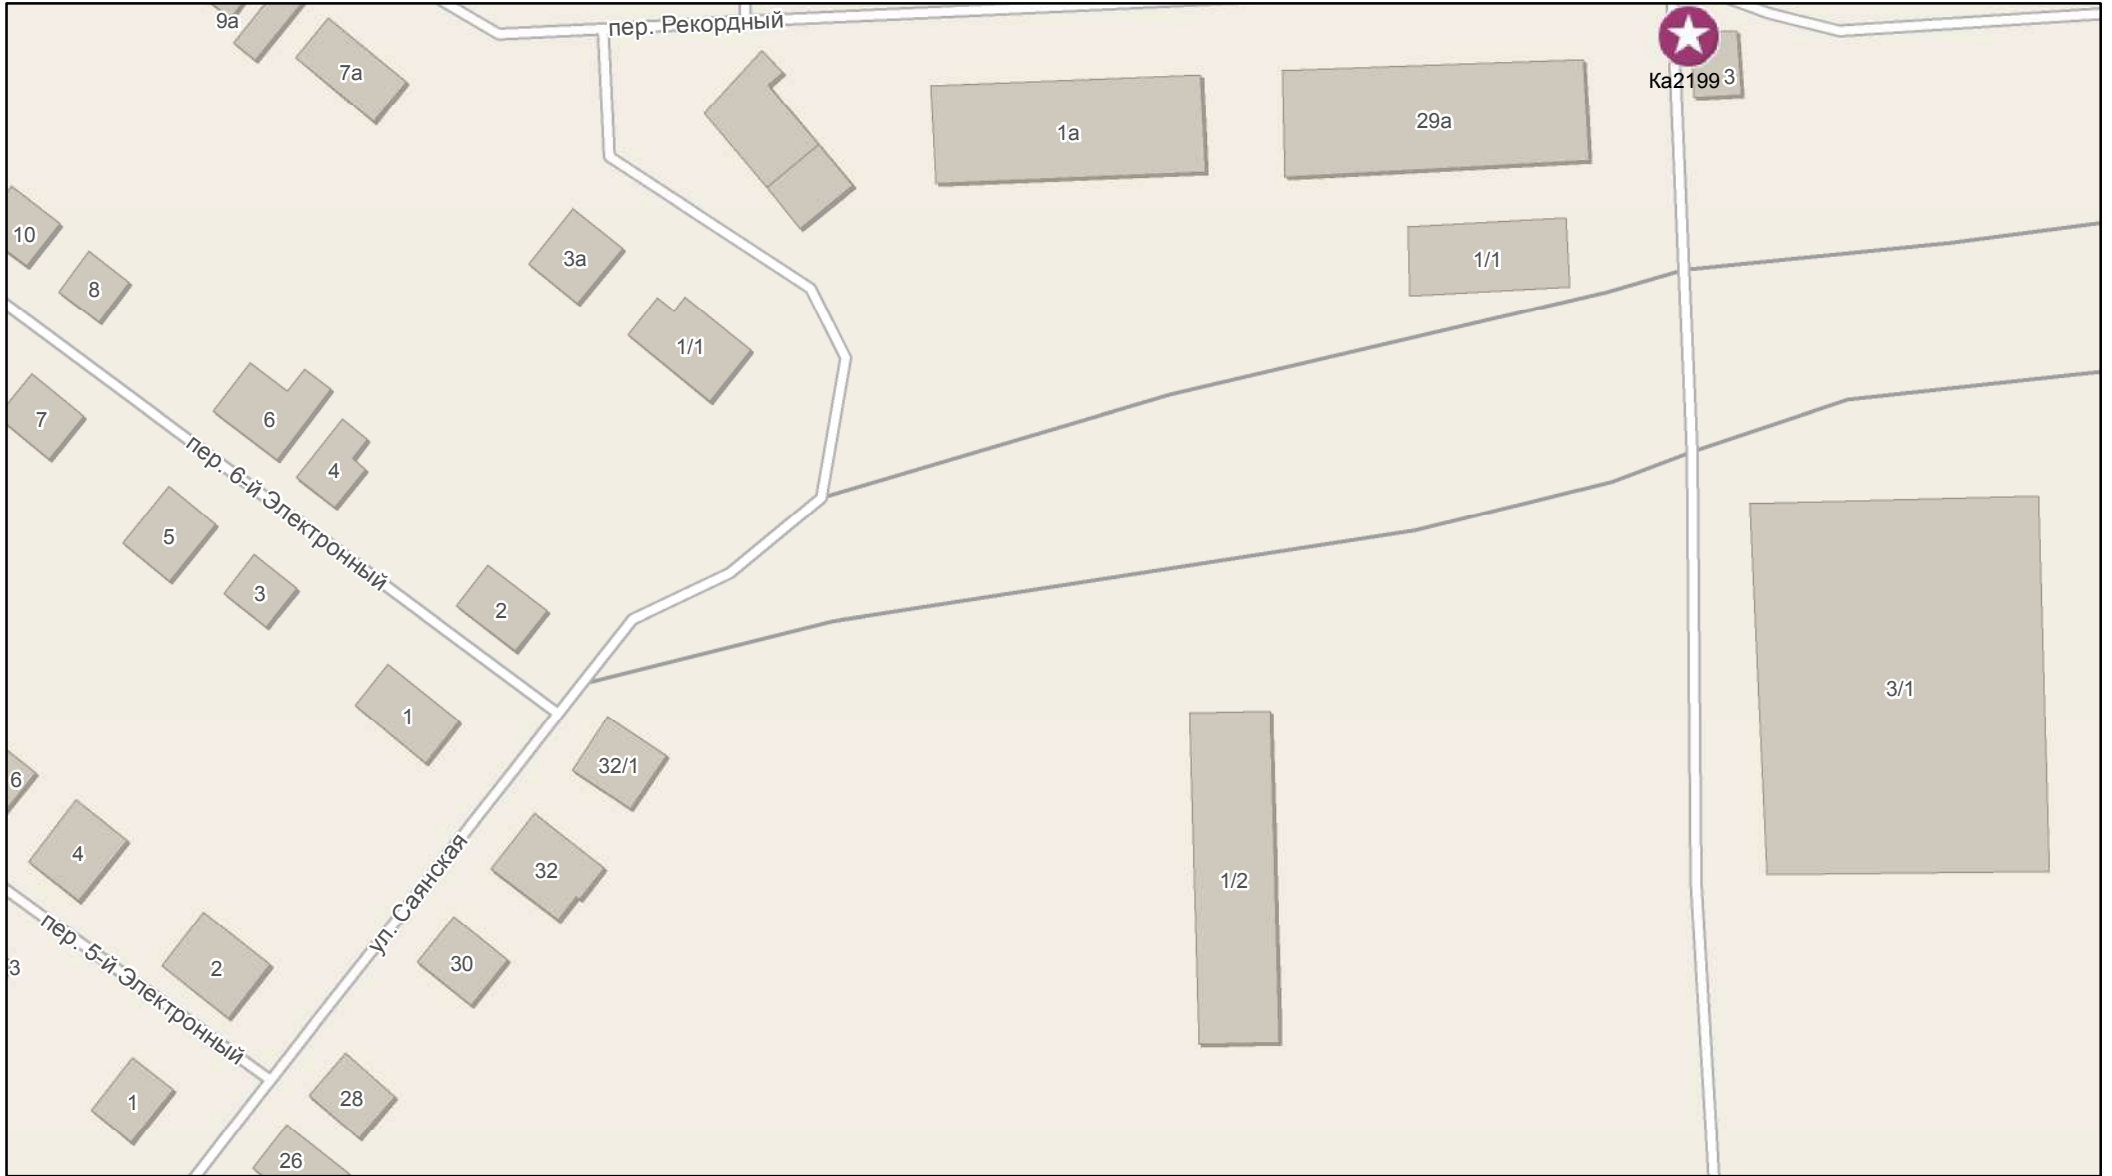 9а
пер. Рекордный
7а
Ка2199
3
1а
29а
10
3а
1/1
8
1/1
7
6
4
пер. 6-й Электронный
5
3
2
1
3/1
32/1
6
4
32
1/2
ул. Саянская
30
2
3
пер. 5-й Электронный
1
28
26